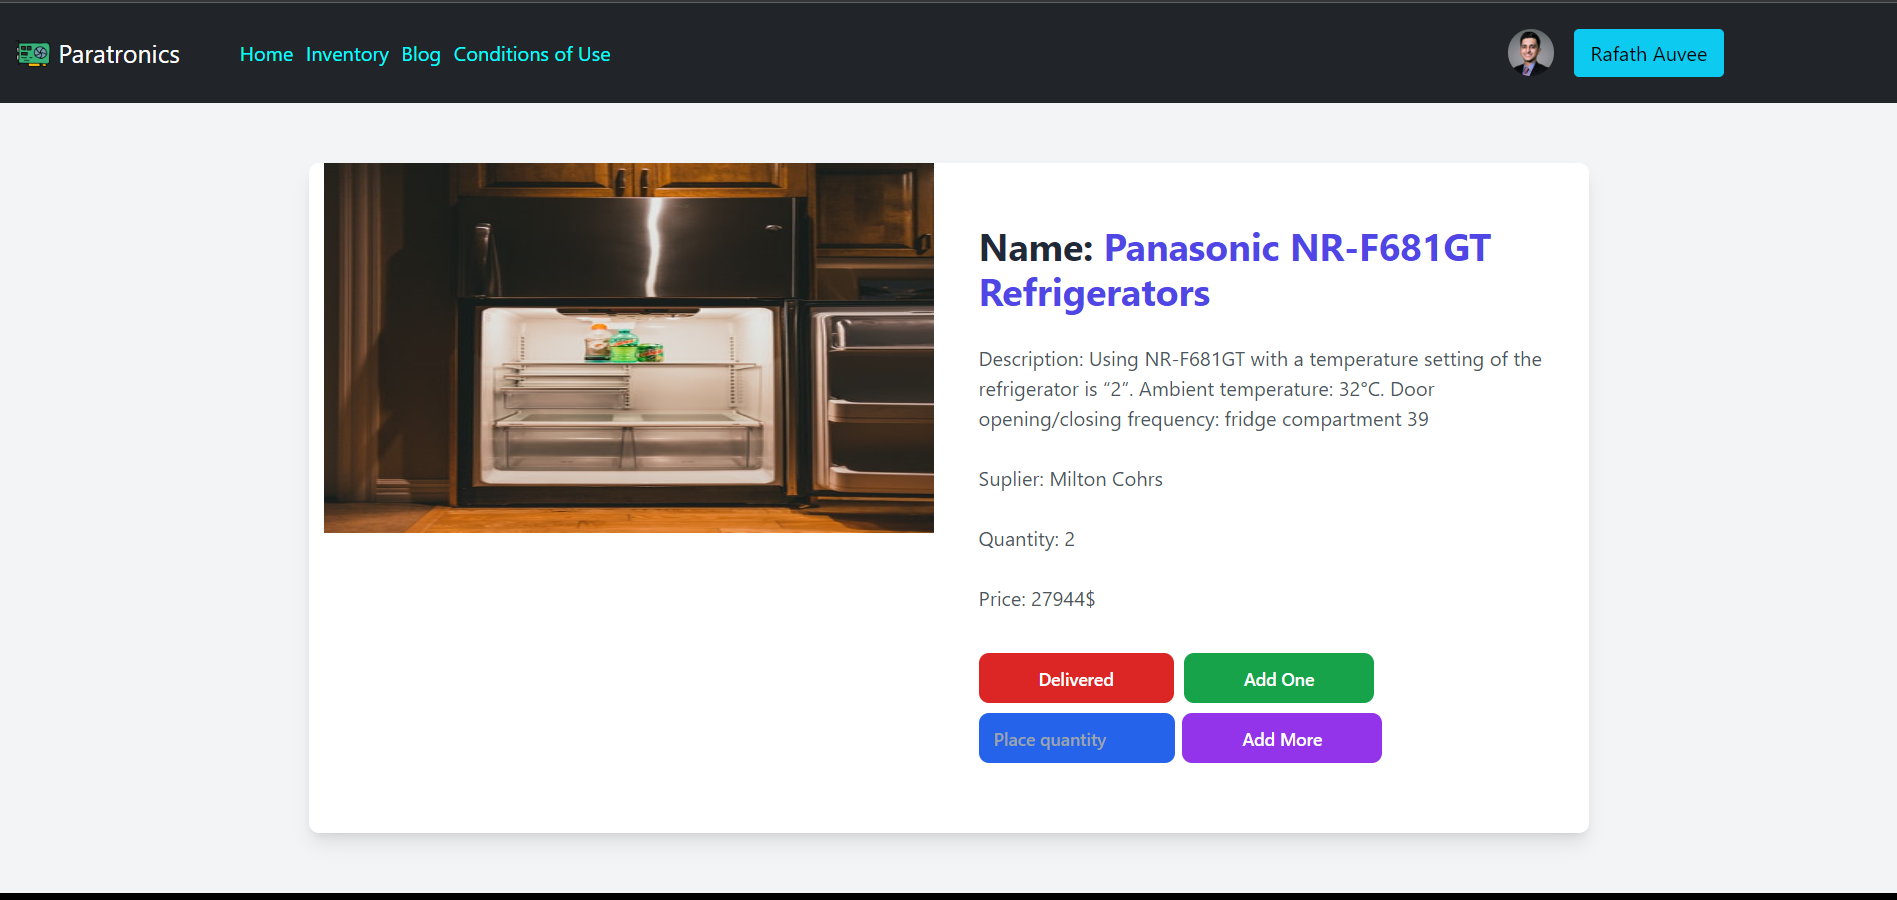 Paratronics
Home Inventory Blog Conditions of Use
Rafath Auvee
Name: Panasonic NR-F681GT
Refrigerators
Description: Using NR-F681GT with a temperature setting of the
refrigerator is “2”. Ambient temperature: 32°C. Door
opening/closing frequency: fridge compartment 39
Suplier: Milton Cohrs
Quantity: 2
Price: 27944$
Delivered
Add One
Place quantity
Add More